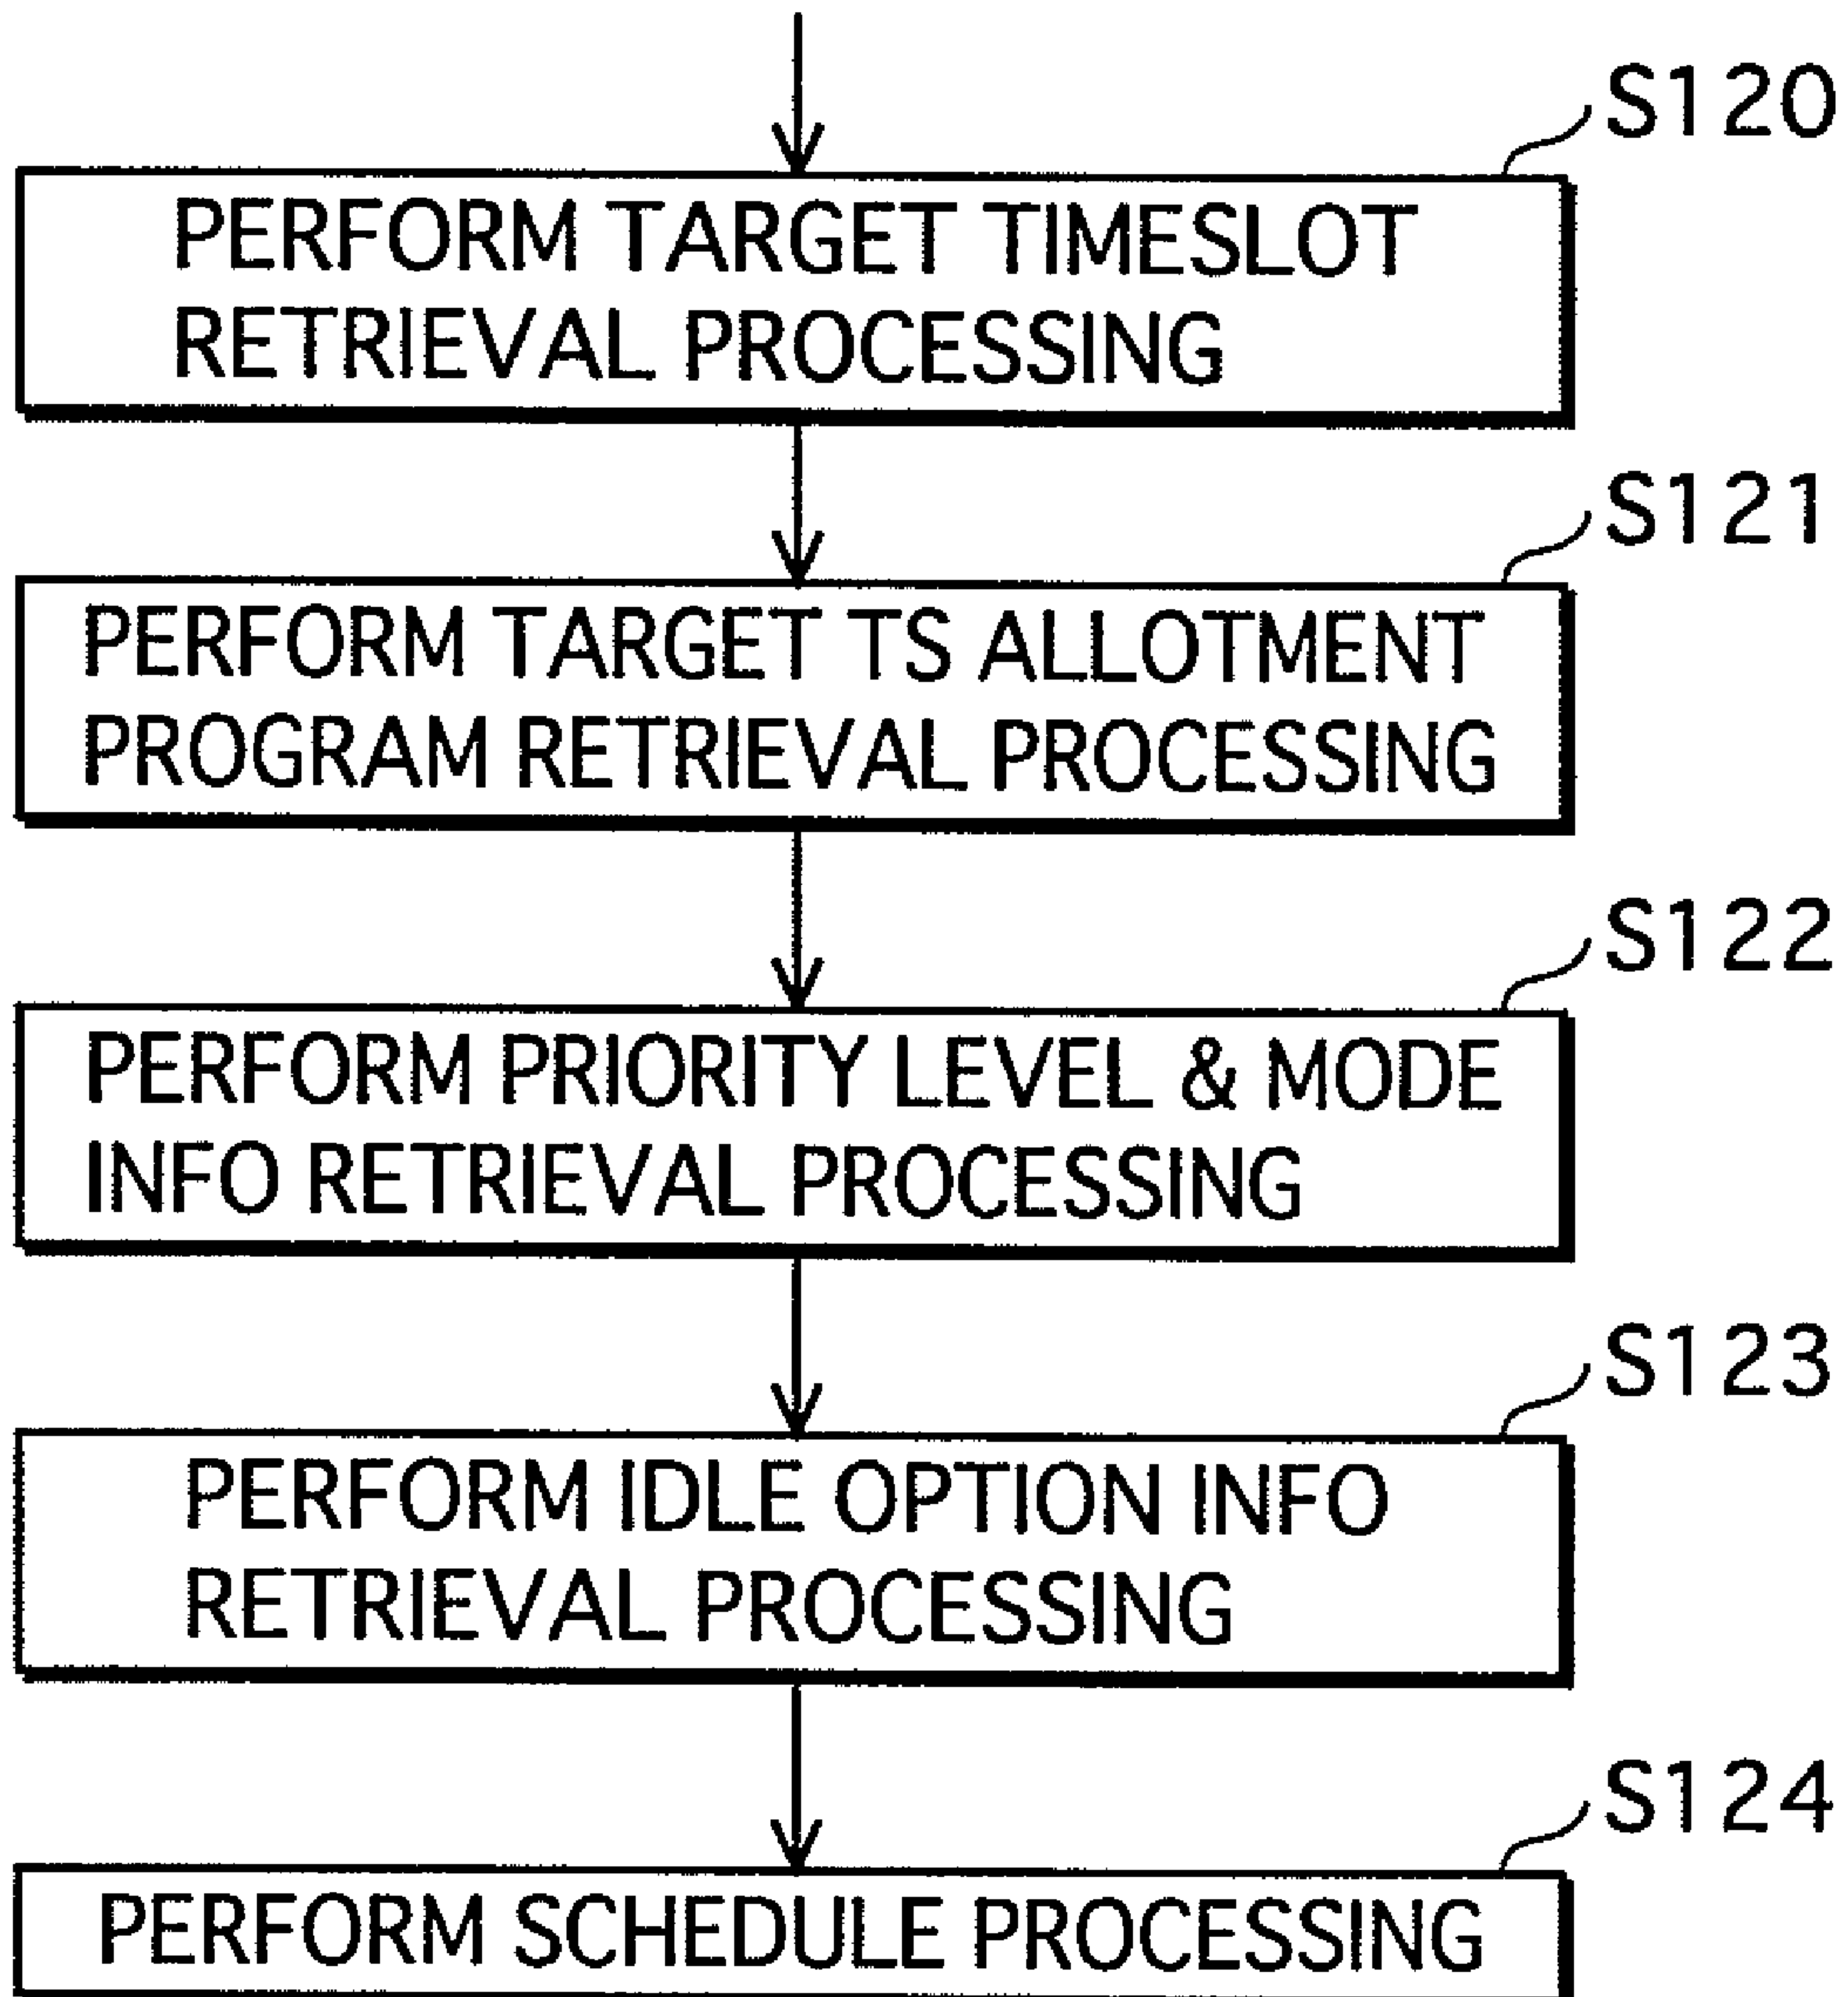 S120
PERFORM TARGET TIMESLOT
RETRIEVAL PROCESSING
S121
PERFORM TARGET TS ALLOTMENT
PROGRAM RETRIEVAL PROCESSING
S122
PERFORM PRIORITY LEVEL & MODE
INFO RETRIEVAL PROCESSING
S123
PERFORM IDLE OPTION INFO
RETRIEVAL PROCESSING
S124
PERFORM SCHEDULE PROCESSING